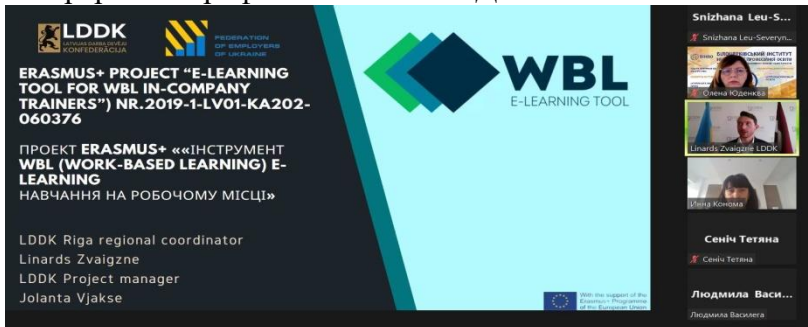 LDDK
LATVIJAS DARBA DEVĒJU
KONFEDERĀCIJA
FEDERATION
OF EMPLOYERS
OF UKRAINE
ERASMUS+ PROJECT “E-LEARNING
TOOL FOR WBL IN-COMPANY
TRAINERS”) NR.2019-1-LV01-KA202-
060376
ПРОЕКТ ERASMUS+ ««ІНСТРУМЕНТ
WBL (WORK-BASED LEARNING) E-
LEARNING
НАВЧАННЯ НА РОБОЧОМУ МІСЦІ»
LDDK Riga regional coordinator
Linards Zvaigzne
LDDK Project manager
Jolanta Vjakse
WBL
E-LEARNING TOOL
With the support of the
Erasmus+ Programme
of the European Union
Snizhana Leu-S...
Snizhana Leu-Severyn...
БІЛОЦЕРКІВСЬКИЙ ІНСТИТУТ
Олена Юденкова
Linards Zvaigzne LDDK
Инна Конома
Сеніч Тетяна
Сеніч Тетяна
Людмила Васи...
Людмила Василега